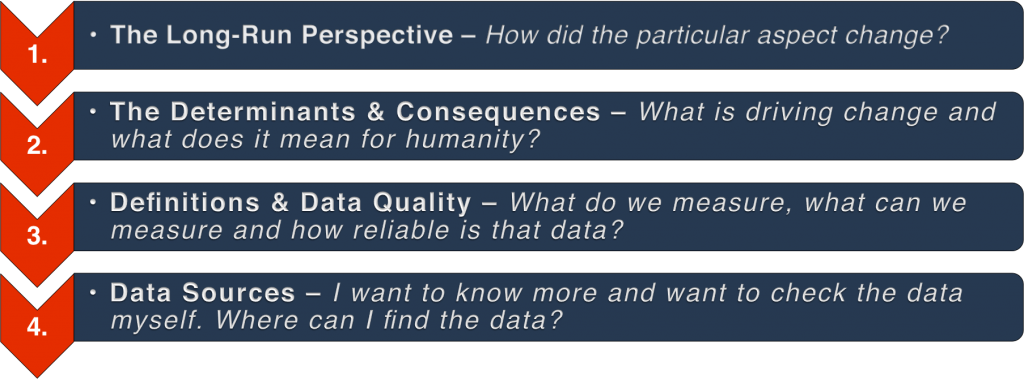 1.
• The Long-Run Perspective – How did the particular aspect change?
2.
• The Determinants & Consequences – What is driving change and
what does it mean for humanity?
3.
• Definitions & Data Quality – What do we measure, what can we
measure and how reliable is that data?
4.
• Data Sources – I want to know more and want to check the data
myself. Where can I find the data?